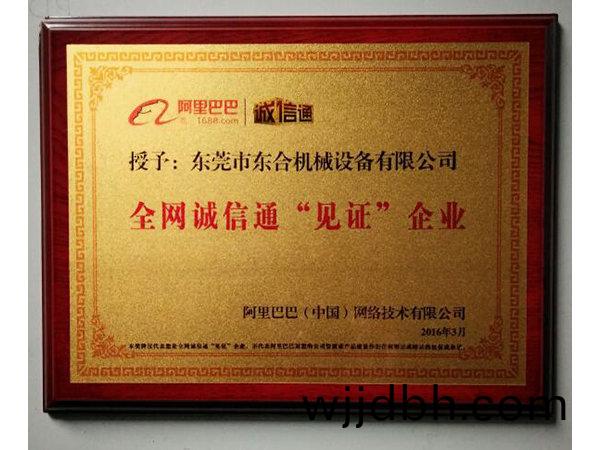 阿里巴巴 诚信通
1688.com
授予：东莞市东合机械设备有限公司
全网诚信通“见证”企业
阿里巴巴（中国）网络技术有限公司
2016年3月
wjjdbh.com